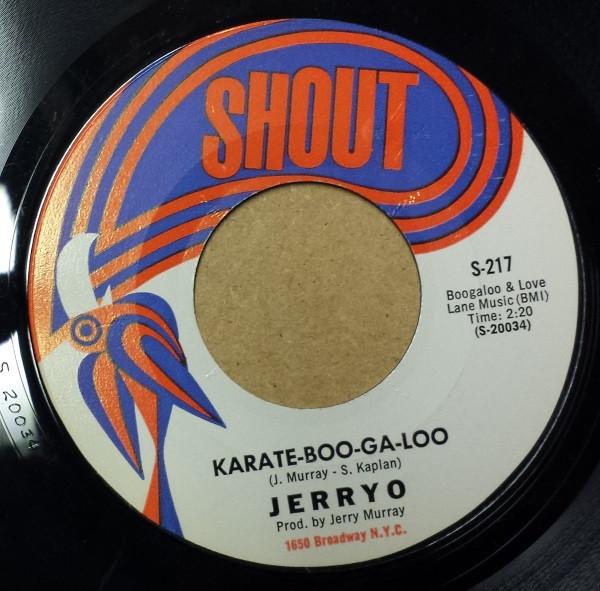 SHOUT
S-217
Boogaloo & Love
Lane Music (BMI)
Time: 2:20
(S-20034)
KARATE-BOO-GA-LOO
(J. Murray - S. Kaplan)
JERRYO
Prod. by Jerry Murray
1650 Broadway N.Y.C.
S 20034